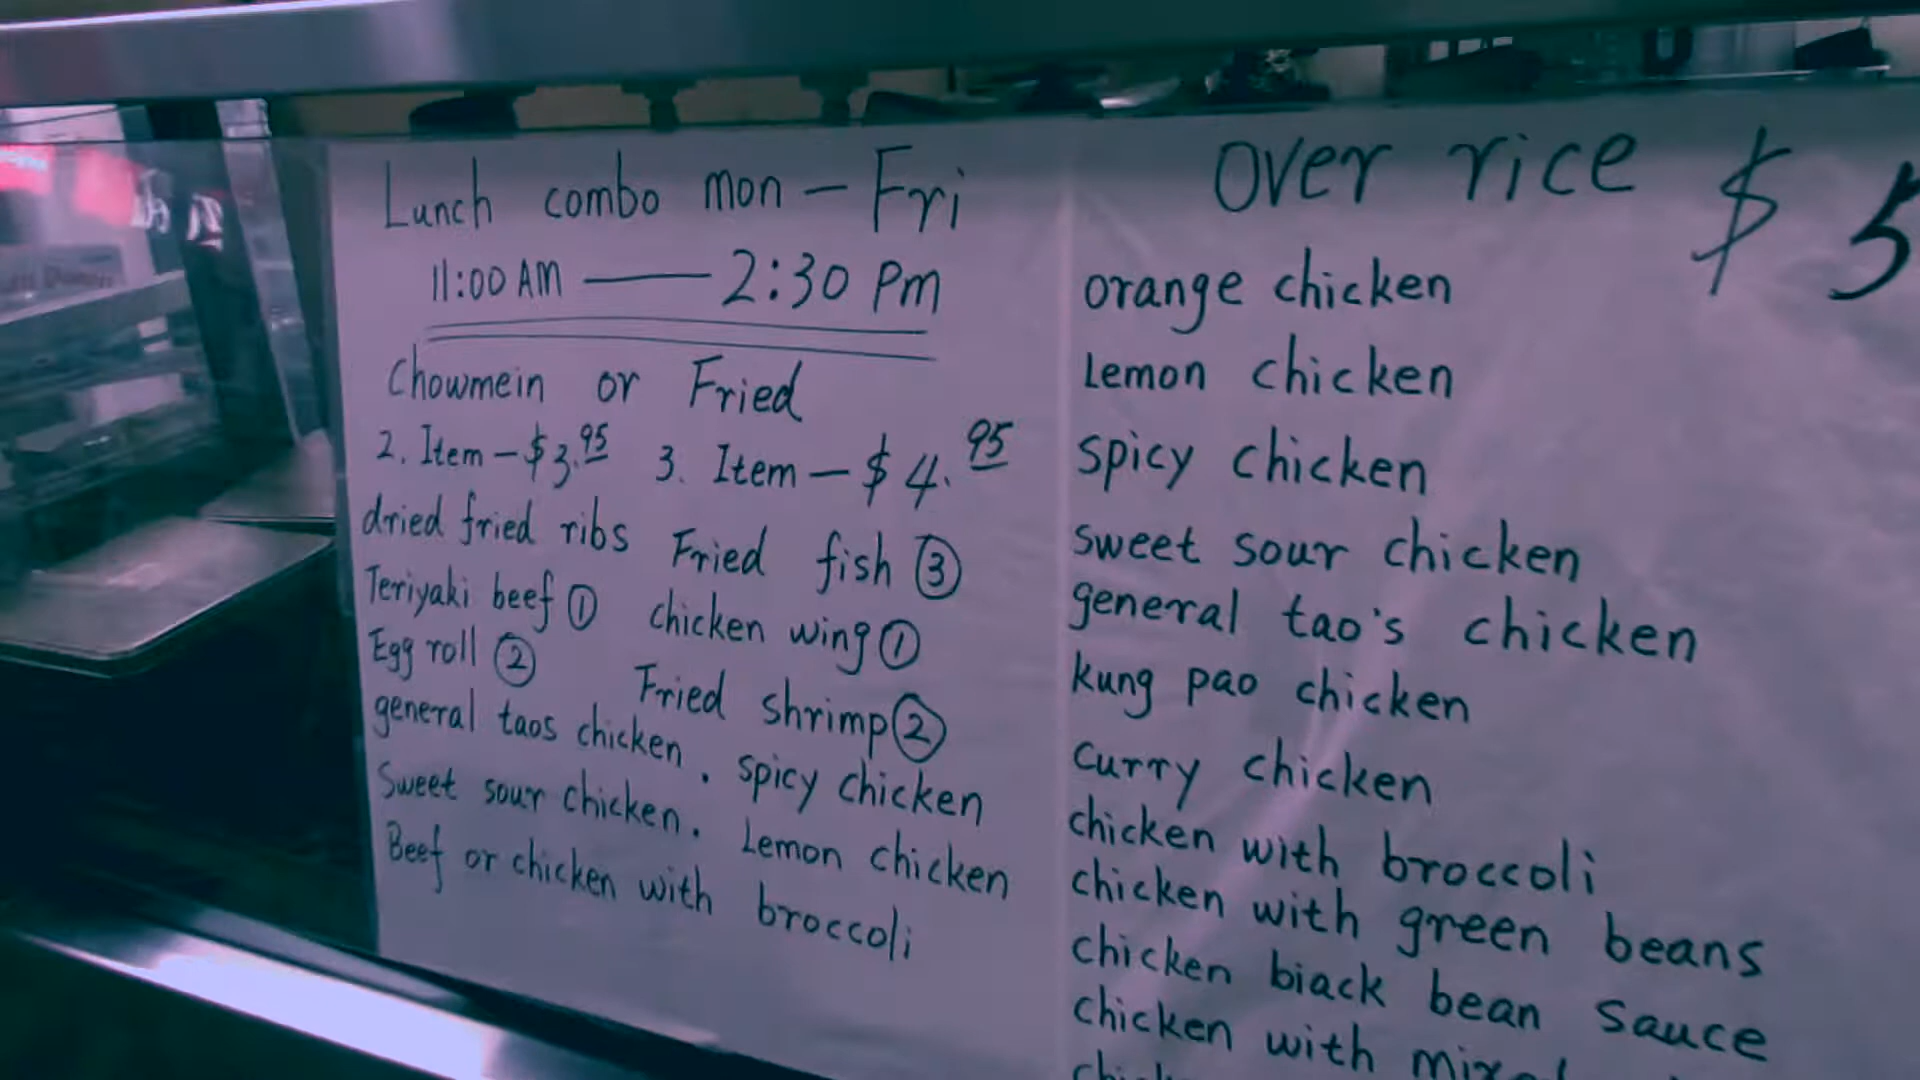 Lunch combo mon – Fri
11:00 AM — 2:30 Pm
Chowmein or Fried
2. Item – $3.95 3. Item – $4.95
dried fried ribs Fried fish ③
Teriyaki beef ① chicken wing ①
Egg roll ② Fried shrimp ②
general taos chicken . spicy chicken
Sweet sour chicken . Lemon chicken
Beef or chicken with broccoli
Over rice $ 5
orange chicken
Lemon chicken
spicy chicken
sweet sour chicken
general tao's chicken
kung pao chicken
curry chicken
chicken with broccoli
chicken with green beans
chicken biack bean sauce
chicken with